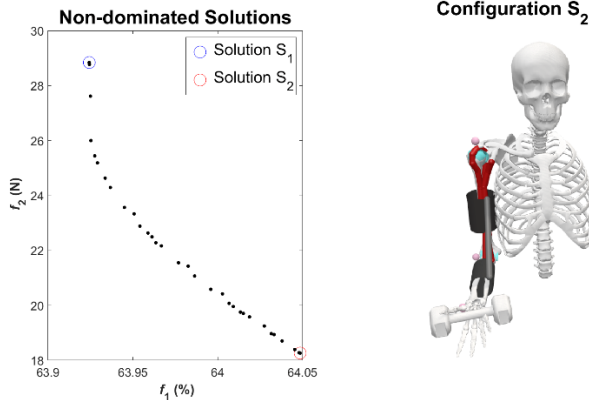 Non-dominated Solutions
Configuration S2
Solution S1
Solution S2
30
28
26
24
22
20
18
f2 (N)
63.9
63.95
64
64.05
f1 (%)